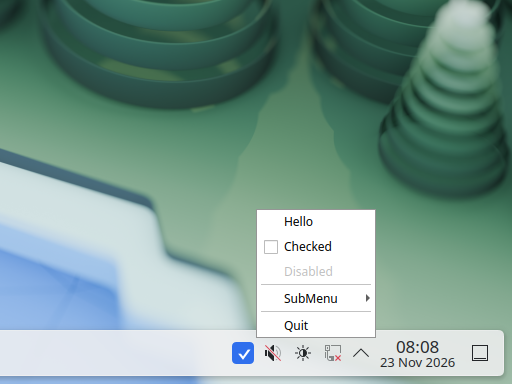 Hello
Checked
Disabled
SubMenu
Quit
08:08
23 Nov 2026